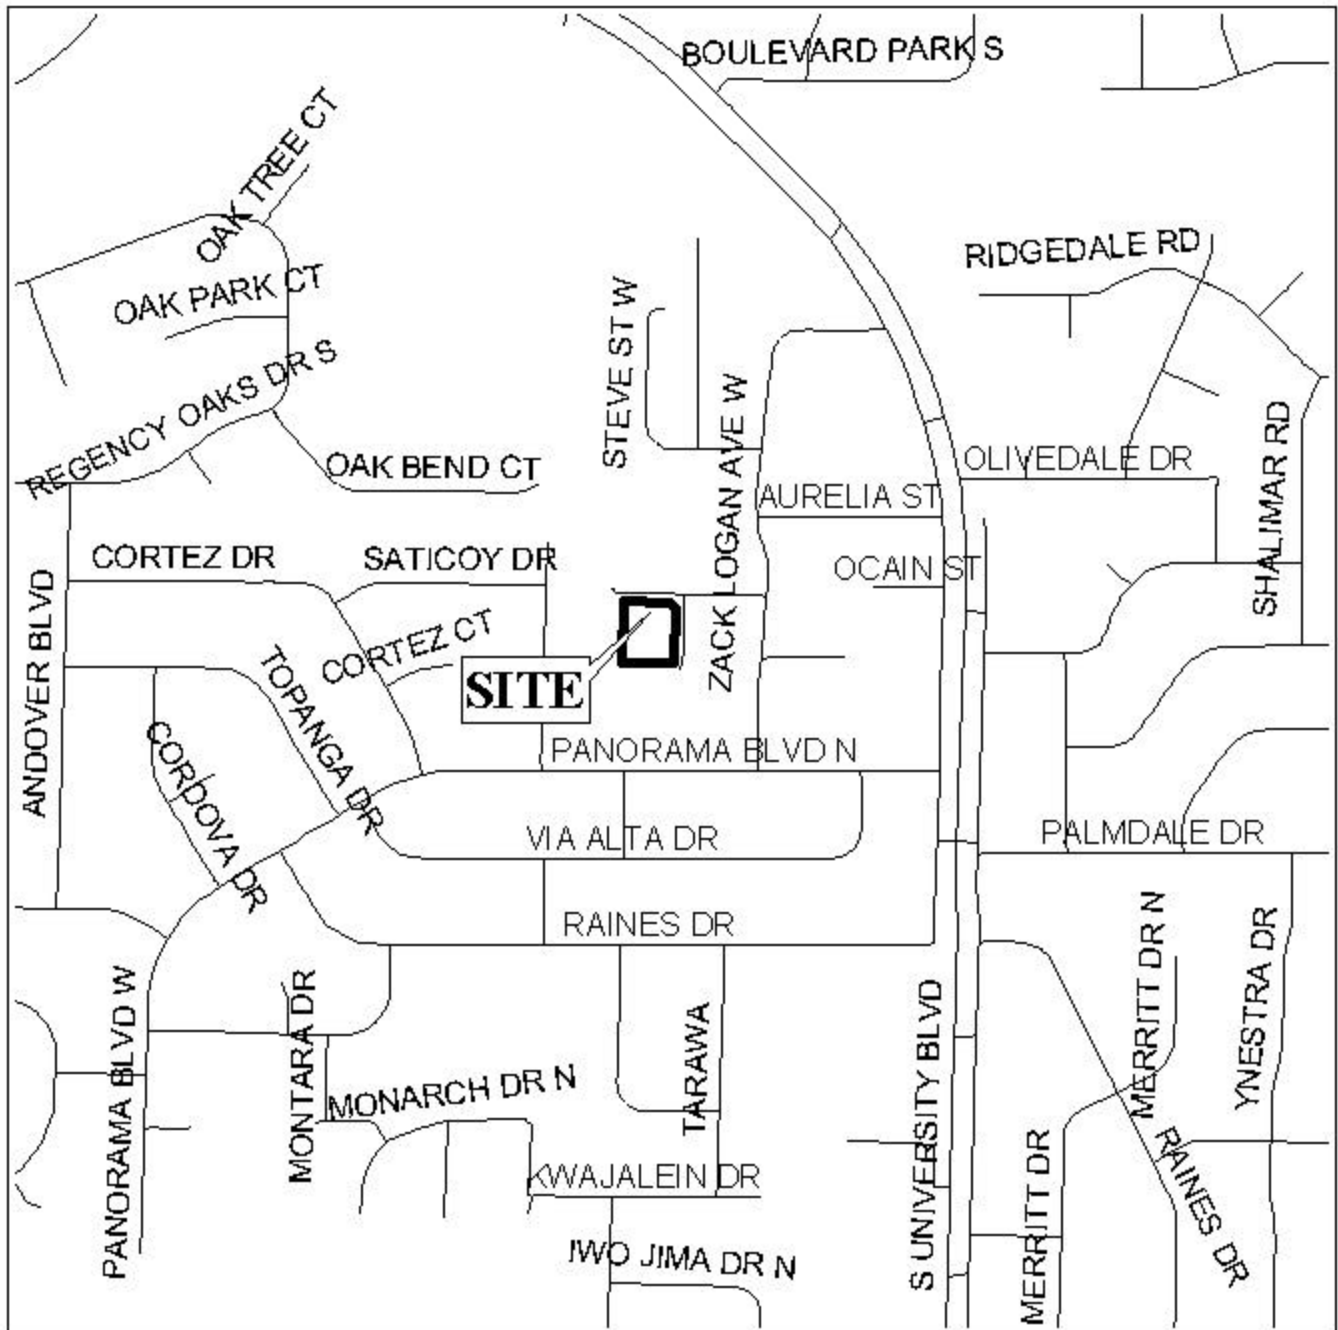 BOULEVARD PARK S
OAK TREE CT
RIDGEDALE RD
OAK PARK CT
STEVE ST W
REGENCY OAKS DR S
ZACK LOGAN AVE W
OAK BEND CT
OLIVEDALE DR
SHALIMAR RD
AURELIA ST
CORTEZ DR
SATICOY DR
OCAIN ST
ANDOVER BLVD
CORTEZ CT
TOPANGA DR
SITE
CORDOVA DR
PANORAMA BLVD N
VIA ALTA DR
PALMDALE DR
RAINES DR
MERRITT DR N
YNESTRA DR
PANORAMA BLVD W
MONTARA DR
TARAWA
S UNIVERSITY BLVD
MONARCH DR N
MERRITT DR
RAINES DR
KWAJALEIN DR
IWO JIMA DR N